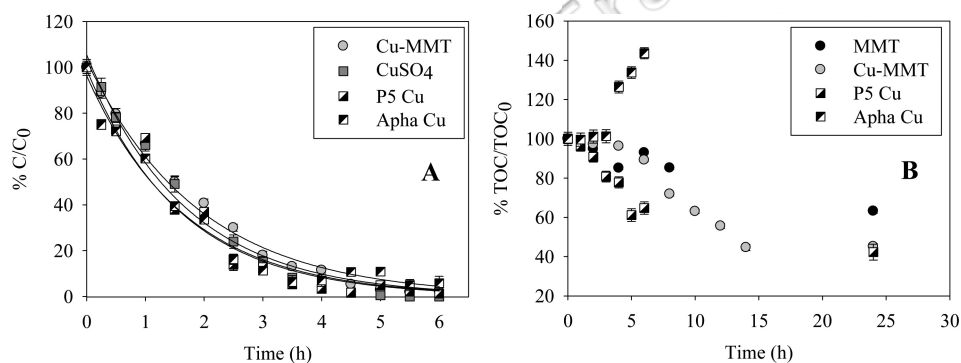 120
100
80
60
40
20
0
% C/C0
0 1 2 3 4 5 6
Time (h)
Cu-MMT
CuSO4
P5 Cu
Apha Cu
A
160
140
120
100
80
60
40
20
% TOC/TOC0
0 5 10 15 20 25 30
Time (h)
MMT
Cu-MMT
P5 Cu
Apha Cu
B